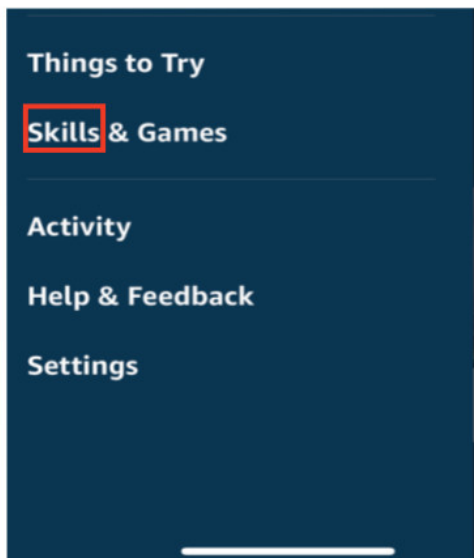 Things to Try
Skills & Games
Activity
Help & Feedback
Settings